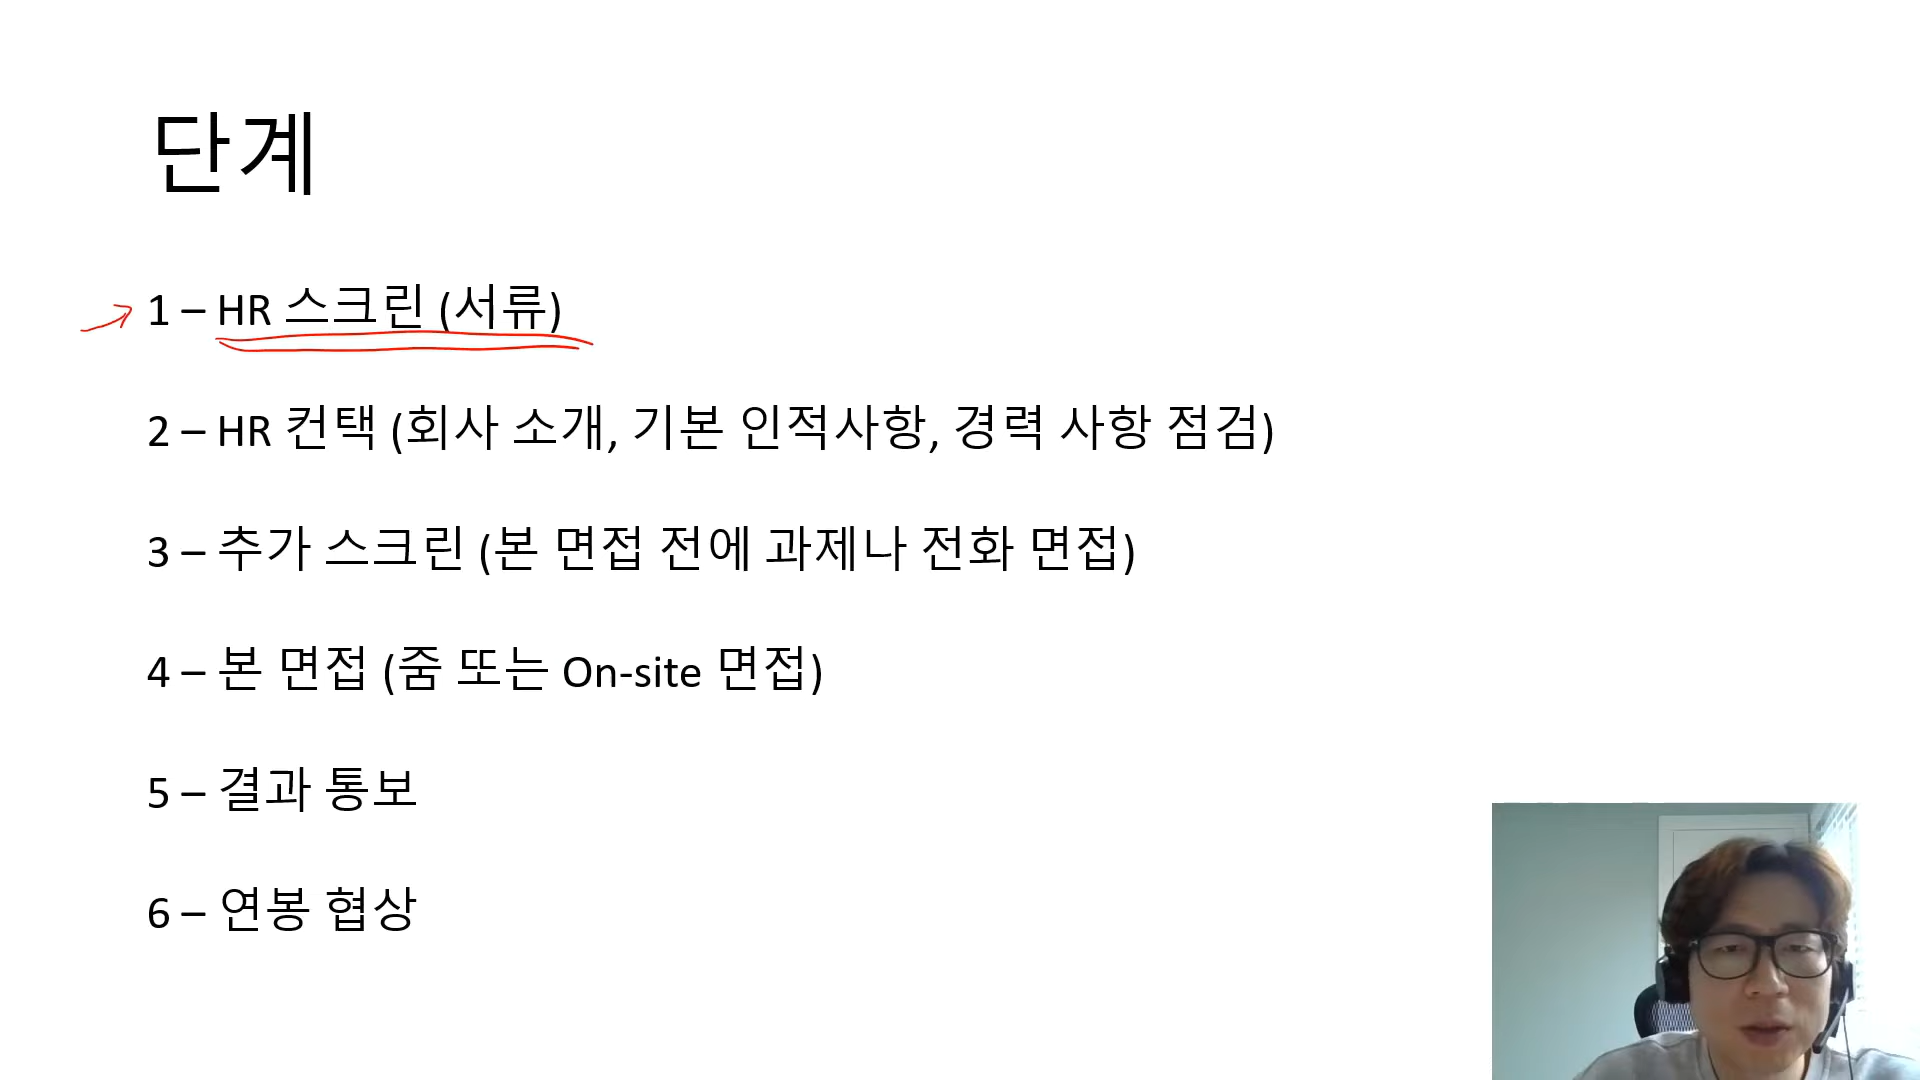 단계
1 – HR 스크린 (서류)
2 – HR 컨택 (회사 소개, 기본 인적사항, 경력 사항 점검)
3 – 추가 스크린 (본 면접 전에 과제나 전화 면접)
4 – 본 면접 (줌 또는 On-site 면접)
5 – 결과 통보
6 – 연봉 협상